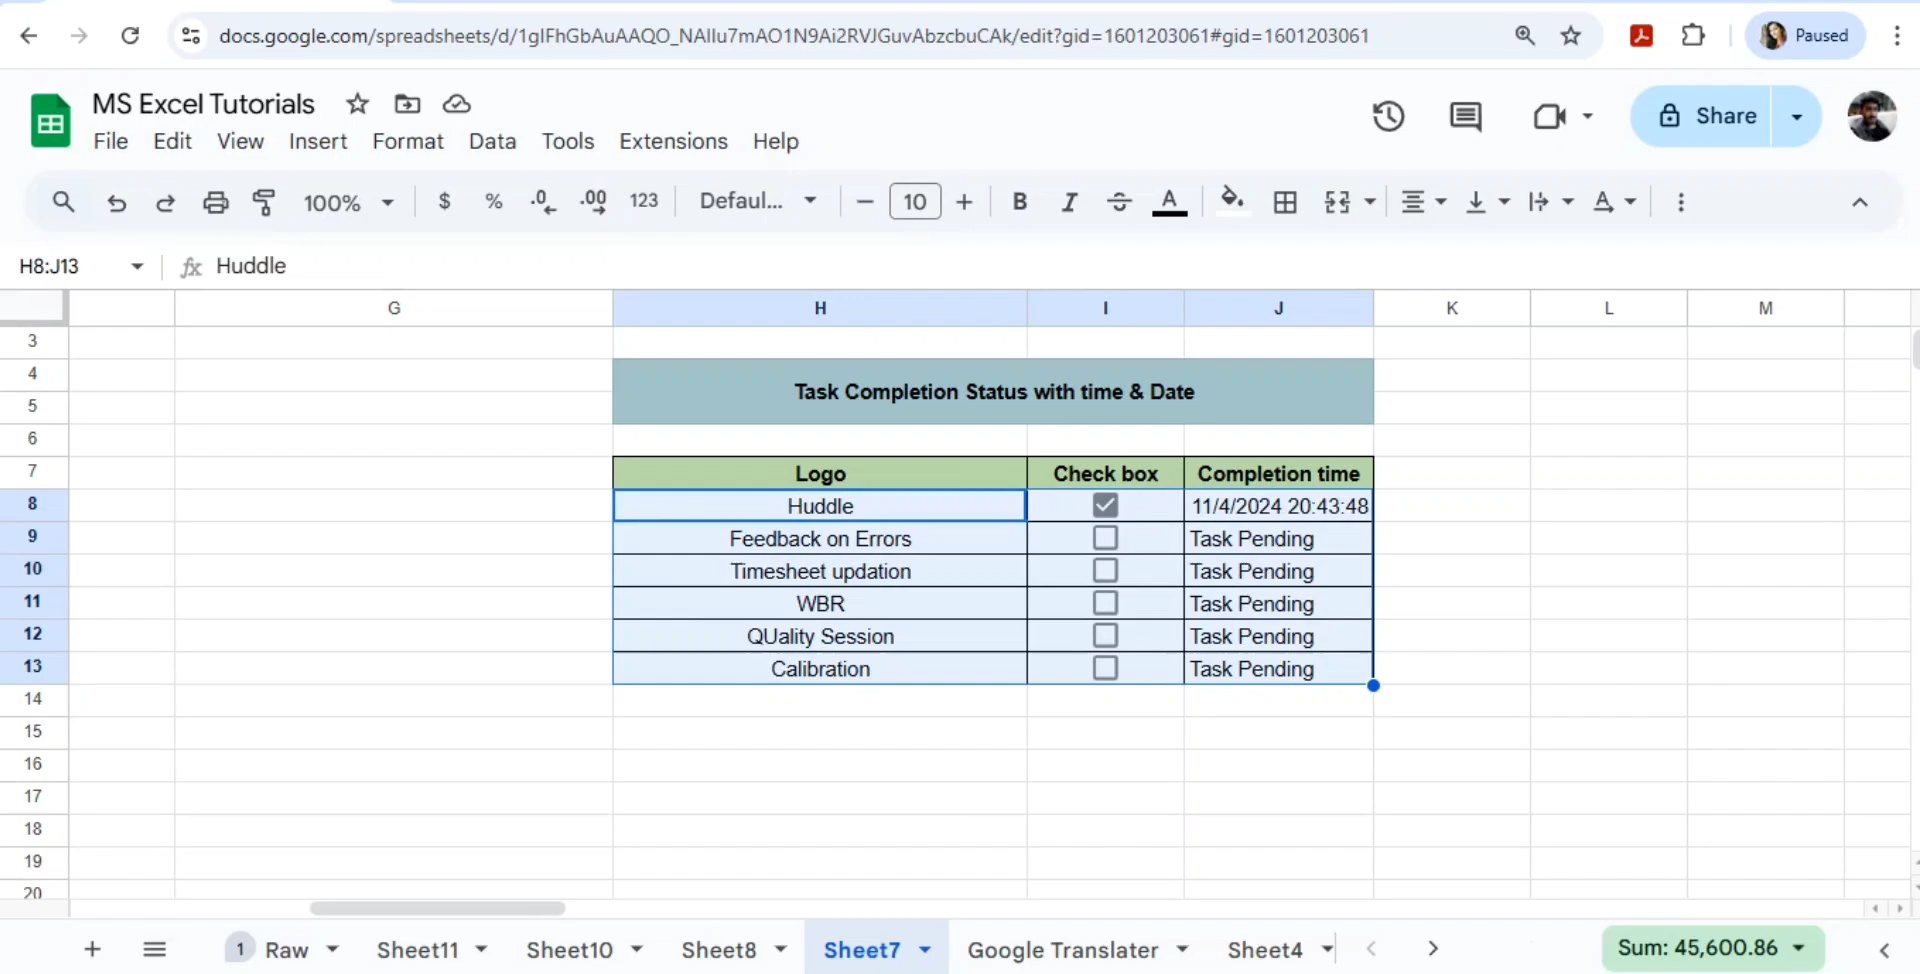 docs.google.com/spreadsheets/d/1gIFhGbAuAAQO_NAIlu7mAO1N9Ai2RVJGuvAbzcbuCAk/edit?gid=1601203061#gid=1601203061 Paused
MS Excel Tutorials
Share
File Edit View Insert Format Data Tools Extensions Help
100% $ % .0 .00 123 Defaul... 10 B I A A
H8:J13 fx Huddle
G H I J K L M
3
4
Task Completion Status with time & Date
5
6
7 Logo Check box Completion time
8 Huddle 11/4/2024 20:43:48
9 Feedback on Errors Task Pending
10 Timesheet updation Task Pending
11 WBR Task Pending
12 QUality Session Task Pending
13 Calibration Task Pending
14
15
16
17
18
19
20
1 Raw Sheet11 Sheet10 Sheet8 Sheet7 Google Translater Sheet4 Sum: 45,600.86